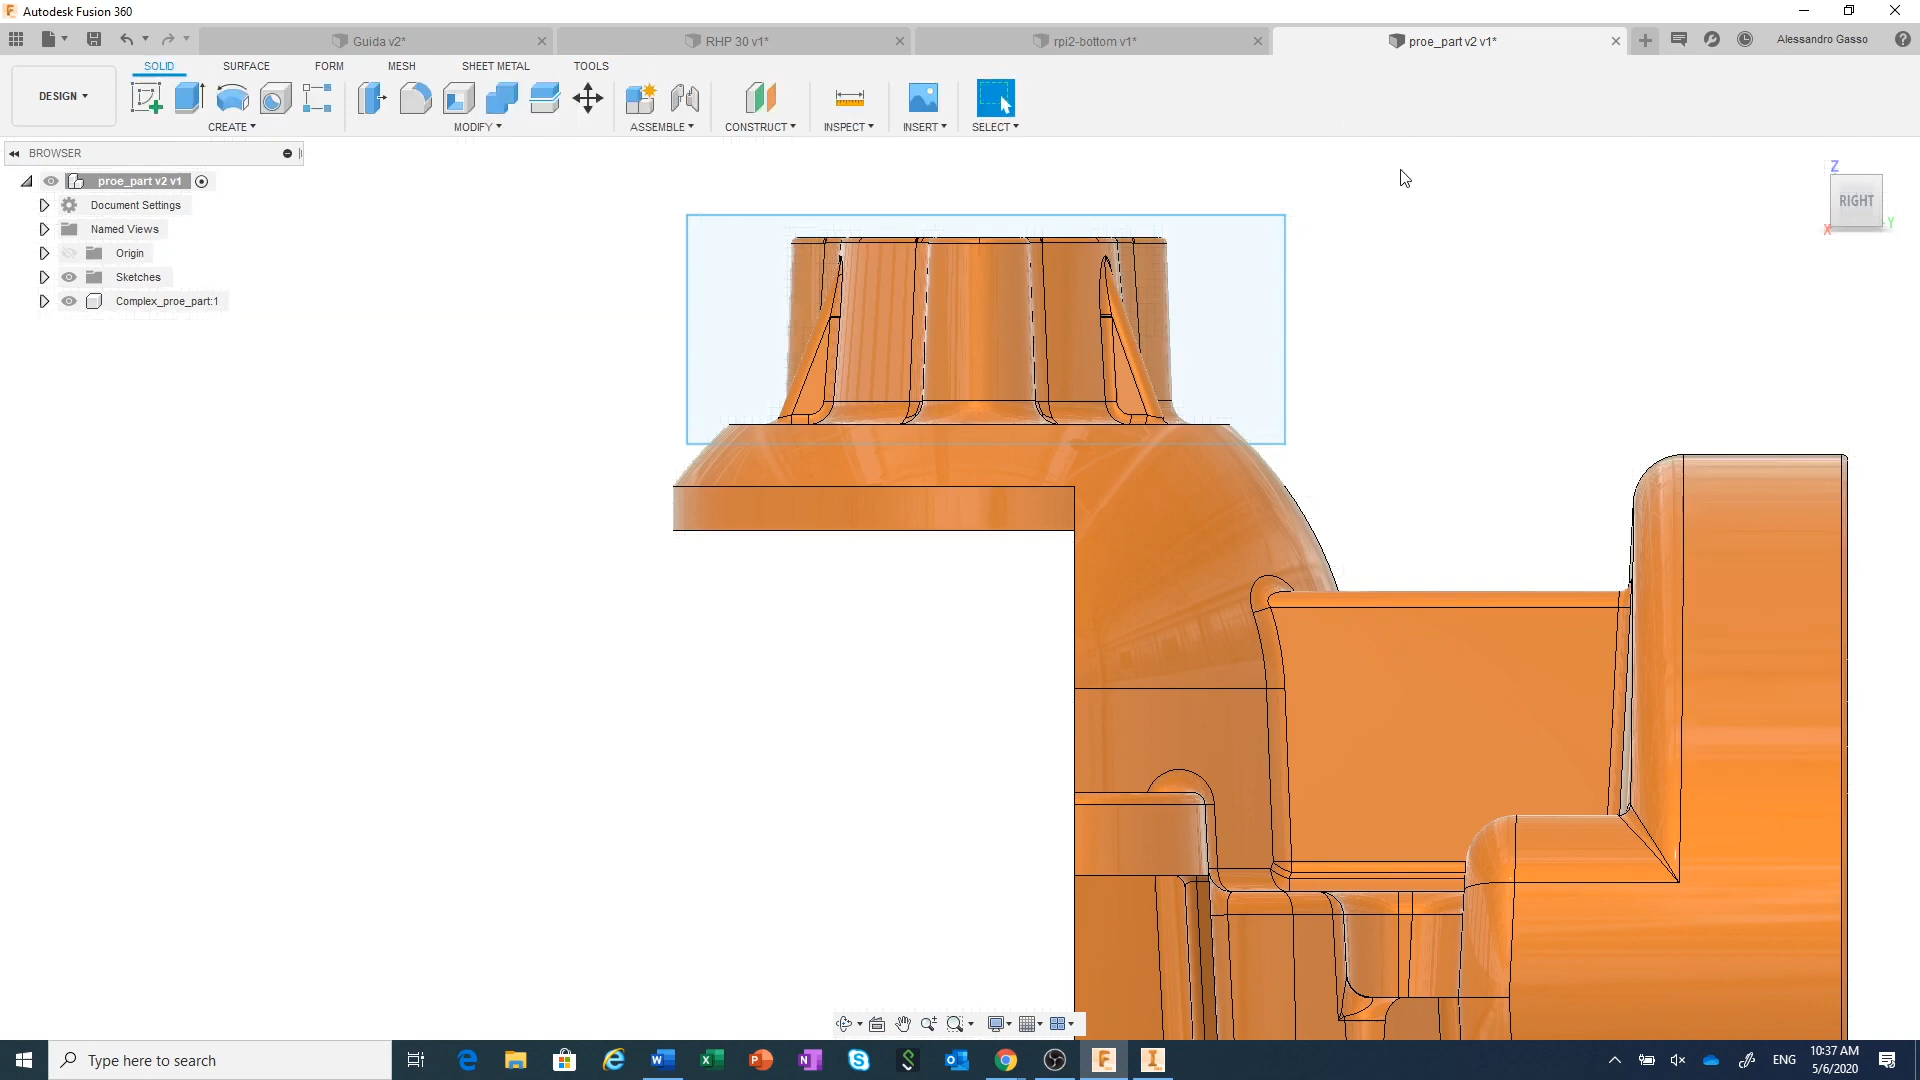 Autodesk Fusion 360
Guida v2*
RHP 30 v1*
rpi2-bottom v1*
proe_part v2 v1*
Alessandro Gasso
SOLID SURFACE FORM MESH SHEET METAL TOOLS
DESIGN
CREATE MODIFY ASSEMBLE CONSTRUCT INSPECT INSERT SELECT
BROWSER
proe_part v2 v1
Document Settings
Named Views
Origin
Sketches
Complex_proe_part:1
Z
RIGHT
Y
X
Type here to search
ENG
10:37 AM
5/6/2020